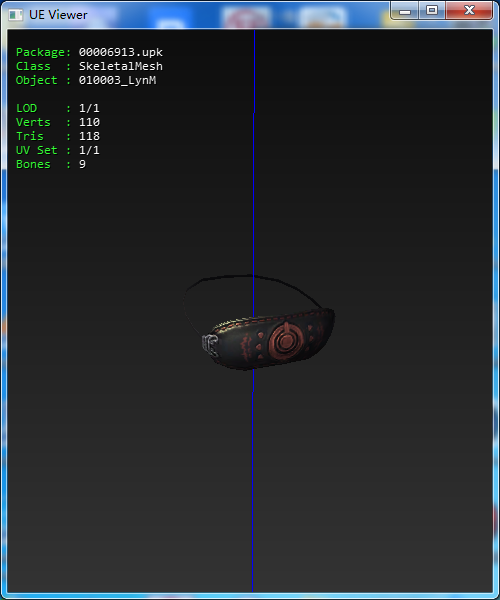 UE Viewer
Package: 00006913.upk
Class : SkeletalMesh
Object : 010003_LynM
LOD : 1/1
Verts : 110
Tris : 118
UV Set : 1/1
Bones : 9